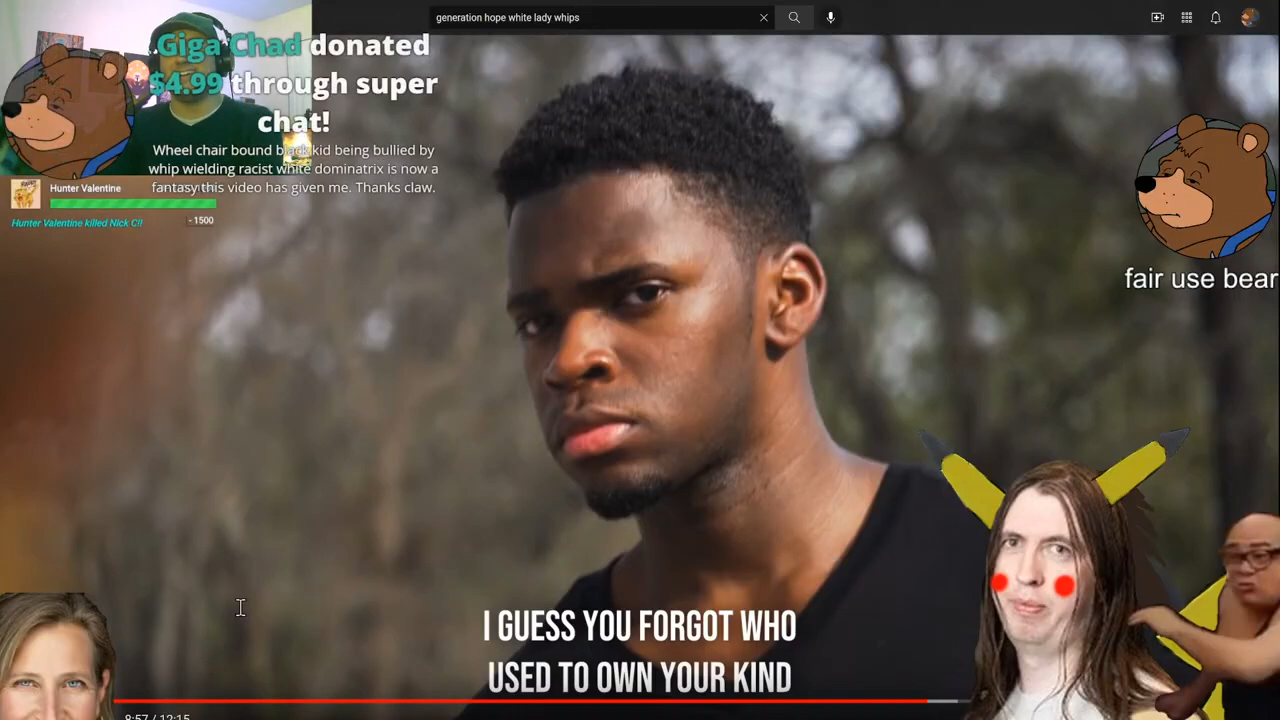 generation hope white lady whips
Giga Chad donated
$4.99 through super
chat!
Wheel chair bound black kid being bullied by
whip wielding racist white dominatrix is now a
fantasy this video has given me. Thanks claw.
Hunter Valentine
- 1500
Hunter Valentine killed Nick C!!
fair use bear
I GUESS YOU FORGOT WHO
USED TO OWN YOUR KIND
8:57 / 12:15